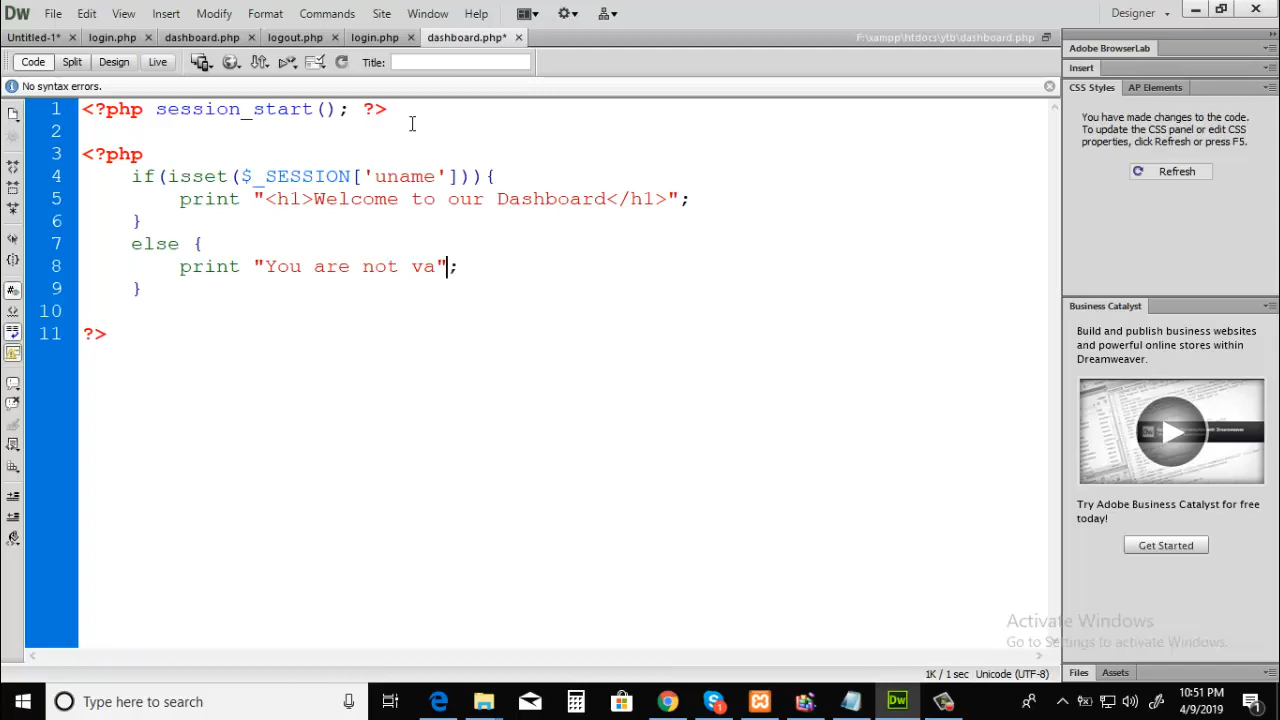 Dw File Edit View Insert Modify Format Commands Site Window Help Designer
Untitled-1* login.php dashboard.php logout.php login.php dashboard.php* F:\xampp\htdocs\ytb\dashboard.php
Code Split Design Live Title:
No syntax errors.
1 <?php session_start(); ?>
2
3 <?php
4 if(isset($_SESSION['uname'])){
5 print "<h1>Welcome to our Dashboard</h1>";
6 }
7 else {
8 print "You are not va";
9 }
10
11 ?>
Adobe BrowserLab
Insert
CSS Styles AP Elements
You have made changes to the code.
To update the CSS panel or edit CSS
properties, click Refresh or press F5.
Refresh
Business Catalyst
Build and publish business websites
and powerful online stores within
Dreamweaver.
Try Adobe Business Catalyst for free
today!
Get Started
Activate Windows
Go to Settings to activate Windows.
1K / 1 sec Unicode (UTF-8)
Files Assets
Type here to search
10:51 PM
4/9/2019